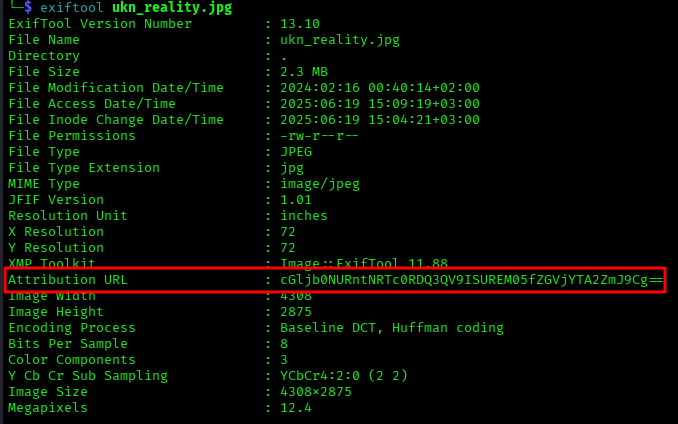 └─$ exiftool ukn_reality.jpg
ExifTool Version Number : 13.10
File Name : ukn_reality.jpg
Directory : .
File Size : 2.3 MB
File Modification Date/Time : 2024:02:16 00:40:14+02:00
File Access Date/Time : 2025:06:19 15:09:19+03:00
File Inode Change Date/Time : 2025:06:19 15:04:21+03:00
File Permissions : -rw-r--r--
File Type : JPEG
File Type Extension : jpg
MIME Type : image/jpeg
JFIF Version : 1.01
Resolution Unit : inches
X Resolution : 72
Y Resolution : 72
XMP Toolkit : Image::ExifTool 11.88
Attribution URL : cGljb0NURntNRTc0RDQ3QV9ISUREM05fZGVjYTA2ZmJ9Cg==
Image Width : 4308
Image Height : 2875
Encoding Process : Baseline DCT, Huffman coding
Bits Per Sample : 8
Color Components : 3
Y Cb Cr Sub Sampling : YCbCr4:2:0 (2 2)
Image Size : 4308×2875
Megapixels : 12.4